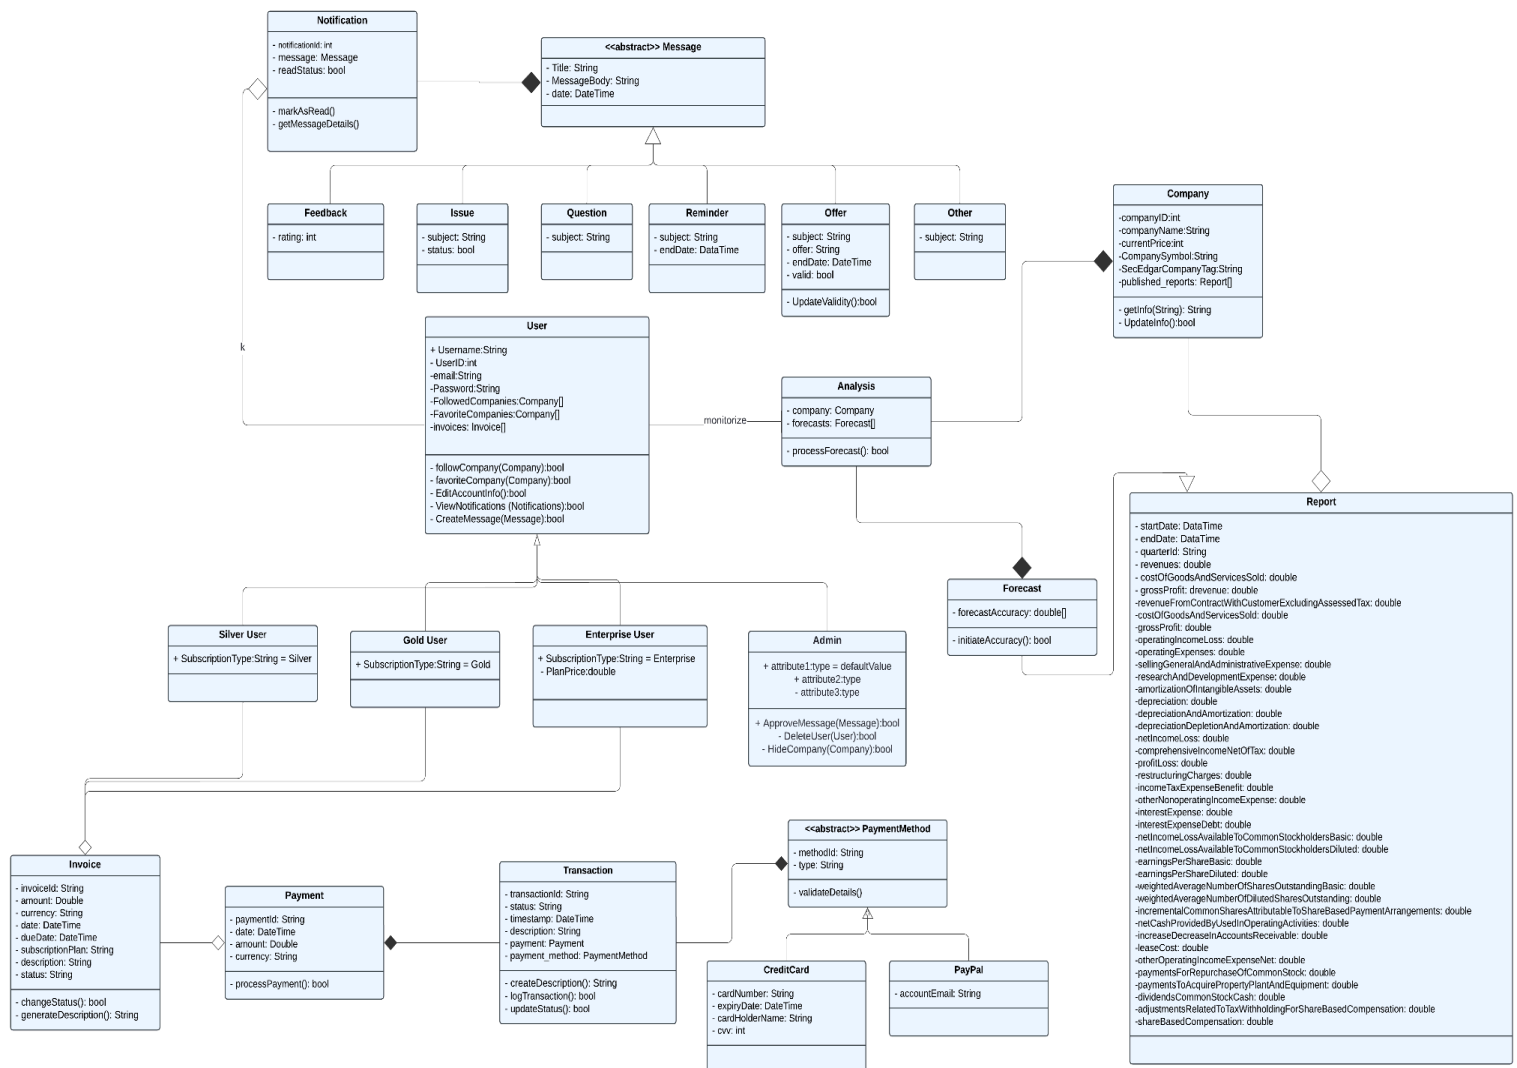 Notification
- notificationId: int
- message: Message
- readStatus: bool
- markAsRead()
- getMessageDetails()
<<abstract>> Message
- Title: String
- MessageBody: String
- date: DateTime
Feedback
- rating: int
Issue
- subject: String
- status: bool
Question
- subject: String
Reminder
- subject: String
- endDate: DataTime
Offer
- subject: String
- offer: String
- endDate: DateTime
- valid: bool
- UpdateValidity():bool
Other
- subject: String
Company
-companyID:int
-companyName:String
-currentPrice:int
-CompanySymbol:String
-SecEdgarCompanyTag:String
-published_reports: Report[]
- getInfo(String): String
- UpdateInfo():bool
k
User
+ Username:String
- UserID:int
-email:String
-Password:String
-FollowedCompanies:Company[]
-FavoriteCompanies:Company[]
-invoices: Invoice[]
- followCompany(Company):bool
- favoriteCompany(Company):bool
- EditAccountInfo():bool
- ViewNotifications (Notifications):bool
- CreateMessage(Message):bool
monitorize
Analysis
- company: Company
- forecasts: Forecast[]
- processForecast(): bool
Forecast
- forecastAccuracy: double[]
- initiateAccuracy(): bool
Report
- startDate: DataTime
- endDate: DataTime
- quarterId: String
- revenues: double
- costOfGoodsAndServicesSold: double
- grossProfit: drevenue: double
-revenueFromContractWithCustomerExcludingAssessedTax: double
-costOfGoodsAndServicesSold: double
-grossProfit: double
-operatingIncomeLoss: double
-operatingExpenses: double
-sellingGeneralAndAdministrativeExpense: double
-researchAndDevelopmentExpense: double
-amortizationOfIntangibleAssets: double
-depreciation: double
-depreciationAndAmortization: double
-depreciationDepletionAndAmortization: double
-netIncomeLoss: double
-comprehensiveIncomeNetOfTax: double
-profitLoss: double
-restructuringCharges: double
-incomeTaxExpenseBenefit: double
-otherNonoperatingIncomeExpense: double
-interestExpense: double
-interestExpenseDebt: double
-netIncomeLossAvailableToCommonStockholdersBasic: double
-netIncomeLossAvailableToCommonStockholdersDiluted: double
-earningsPerShareBasic: double
-earningsPerShareDiluted: double
-weightedAverageNumberOfSharesOutstandingBasic: double
-weightedAverageNumberOfDilutedSharesOutstanding: double
-incrementalCommonSharesAttributableToShareBasedPaymentArrangements: double
-netCashProvidedByUsedInOperatingActivities: double
-increaseDecreaseInAccountsReceivable: double
-leaseCost: double
-otherOperatingIncomeExpenseNet: double
-paymentsForRepurchaseOfCommonStock: double
-paymentsToAcquirePropertyPlantAndEquipment: double
-dividendsCommonStockCash: double
-adjustmentsRelatedToTaxWithholdingForShareBasedCompensation: double
-shareBasedCompensation: double
Silver User
+ SubscriptionType:String = Silver
Gold User
+ SubscriptionType:String = Gold
Enterprise User
+ SubscriptionType:String = Enterprise
- PlanPrice:double
Admin
+ attribute1:type = defaultValue
+ attribute2:type
- attribute3:type
+ ApproveMessage(Message):bool
- DeleteUser(User):bool
- HideCompany(Company):bool
Invoice
- invoiceId: String
- amount: Double
- currency: String
- date: DateTime
- dueDate: DateTime
- subscriptionPlan: String
- description: String
- status: String
- changeStatus(): bool
- generateDescription(): String
Payment
- paymentId: String
- date: DateTime
- amount: Double
- currency: String
- processPayment(): bool
Transaction
- transactionId: String
- status: String
- timestamp: DateTime
- description: String
- payment: Payment
- payment_method: PaymentMethod
- createDescription(): String
- logTransaction(): bool
- updateStatus(): bool
<<abstract>> PaymentMethod
- methodId: String
- type: String
- validateDetails()
CreditCard
- cardNumber: String
- expiryDate: DateTime
- cardHolderName: String
- cvv: int
PayPal
- accountEmail: String